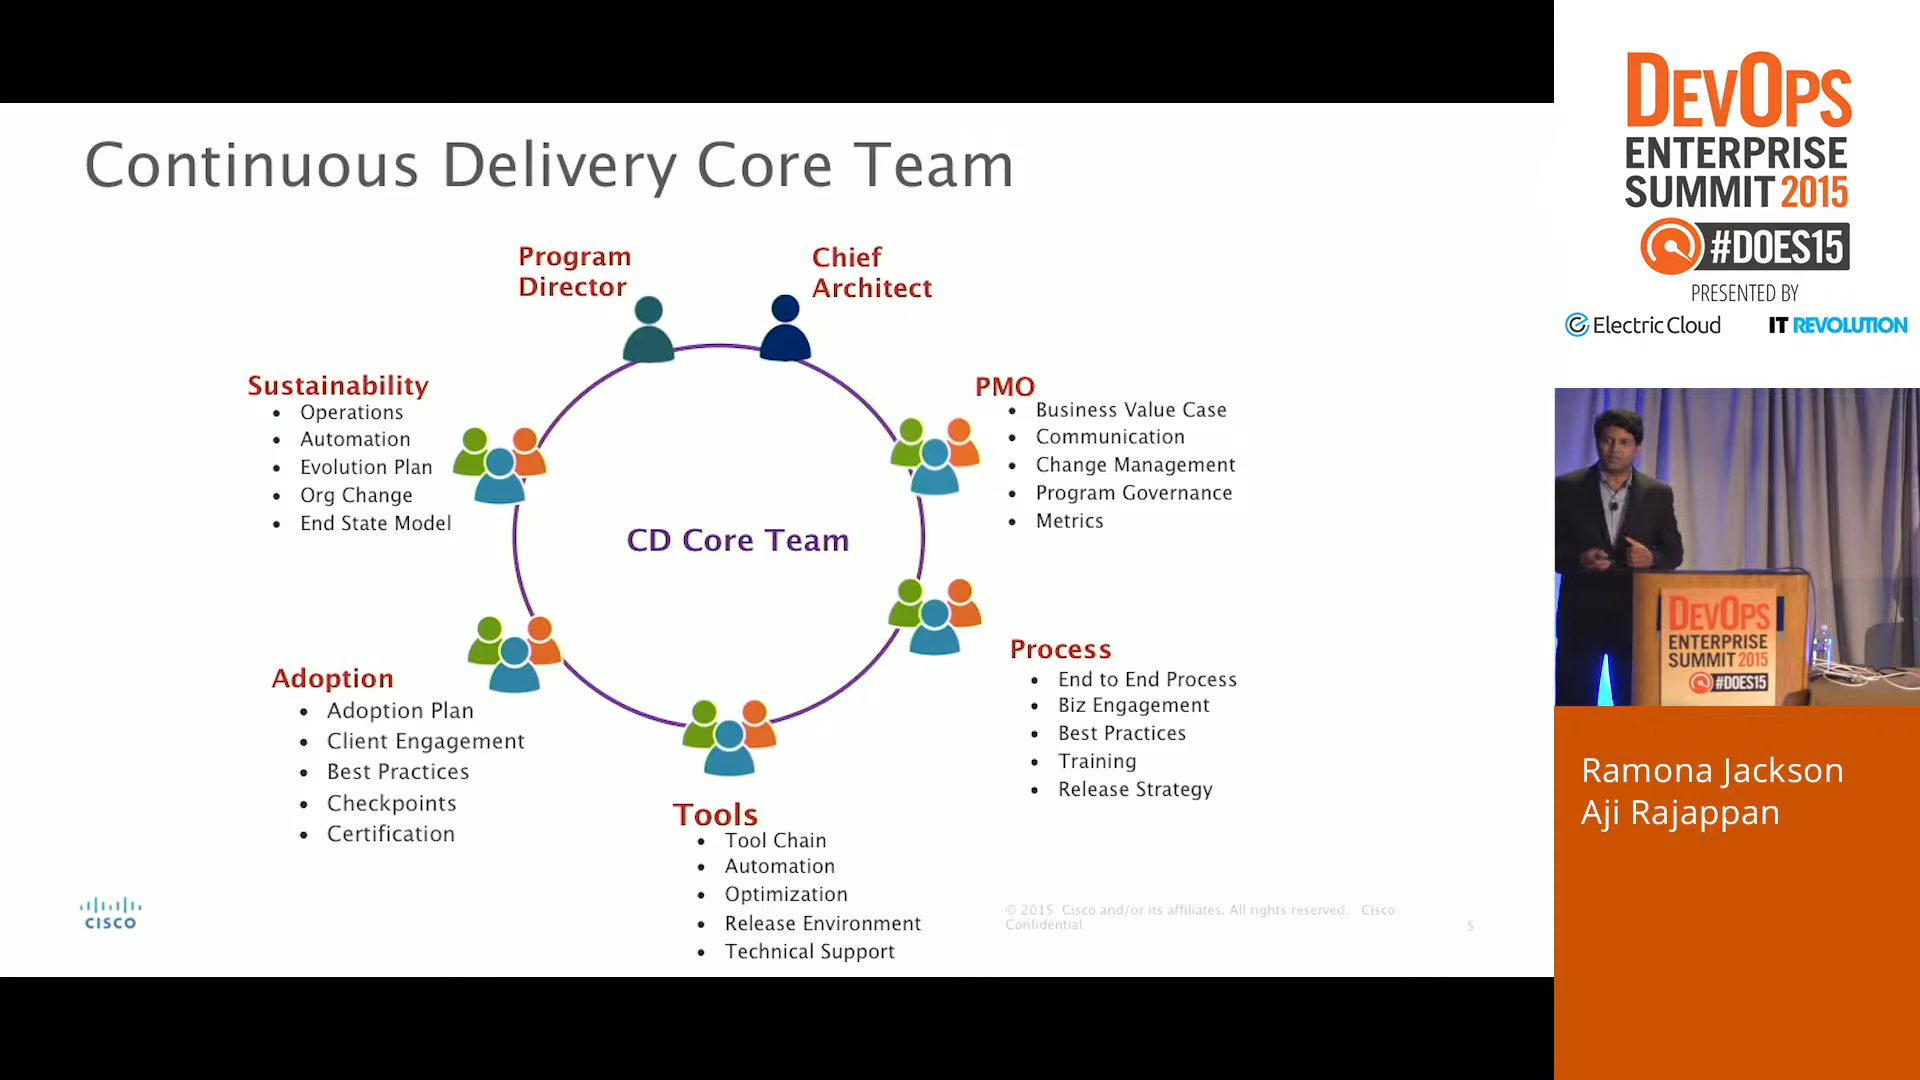 Continuous Delivery Core Team
Program
Director
Chief
Architect
Sustainability
• Operations
• Automation
• Evolution Plan
• Org Change
• End State Model
PMO
• Business Value Case
• Communication
• Change Management
• Program Governance
• Metrics
CD Core Team
Adoption
• Adoption Plan
• Client Engagement
• Best Practices
• Checkpoints
• Certification
Process
• End to End Process
• Biz Engagement
• Best Practices
• Training
• Release Strategy
Tools
• Tool Chain
• Automation
• Optimization
• Release Environment
• Technical Support
CISCO
© 2015 Cisco and/or its affiliates. All rights reserved. Cisco
Confidential
5
DEVOPS
ENTERPRISE
SUMMIT 2015
#DOES15
PRESENTED BY
Electric Cloud
IT REVOLUTION
DEVOPS
ENTERPRISE
SUMMIT 2015
#DOES15
Ramona Jackson
Aji Rajappan